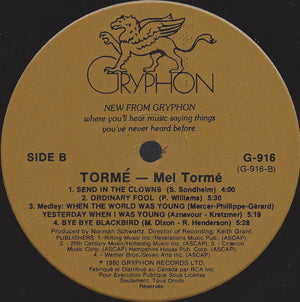 GRYPHON
NEW FROM GRYPHON
where you'll hear music saying things
you've never heard before.
SIDE B
G-916
(G-916-B)
TORMÉ — Mel Tormé
1. SEND IN THE CLOWNS (S. Sondheim) 4:00
2. ORDINARY FOOL (P. Williams) 5:30
3. Medley: WHEN THE WORLD WAS YOUNG (Mercer-Philippe-Gérard)
YESTERDAY WHEN I WAS YOUNG (Aznavour - Kretzmer) 5:19
4. BYE BYE BLACKBIRD (M. Dixon - R. Henderson) 5:20
Produced by Norman Schwartz. Director of Recording: Keith Grant
Publishers: 1. - Rilting Music Inc./Revelations Music Pub. (ASCAP)
2. - 20th Century Music/Hobsong Music Inc. (ASCAP) 3. - Criterion
Music Corp. (ASCAP) Hampshire House Pub. Corp. (ASCAP)
4. - Warner Bros./Seven Arts Inc. (ASCAP)
℗ 1980 GRYPHON RECORDS LTD.
Fabriqué et Distribué au Canada par RCA Inc.
Pour Exécution Publique Sous License
Seulement. Tous Droits
Réservés.